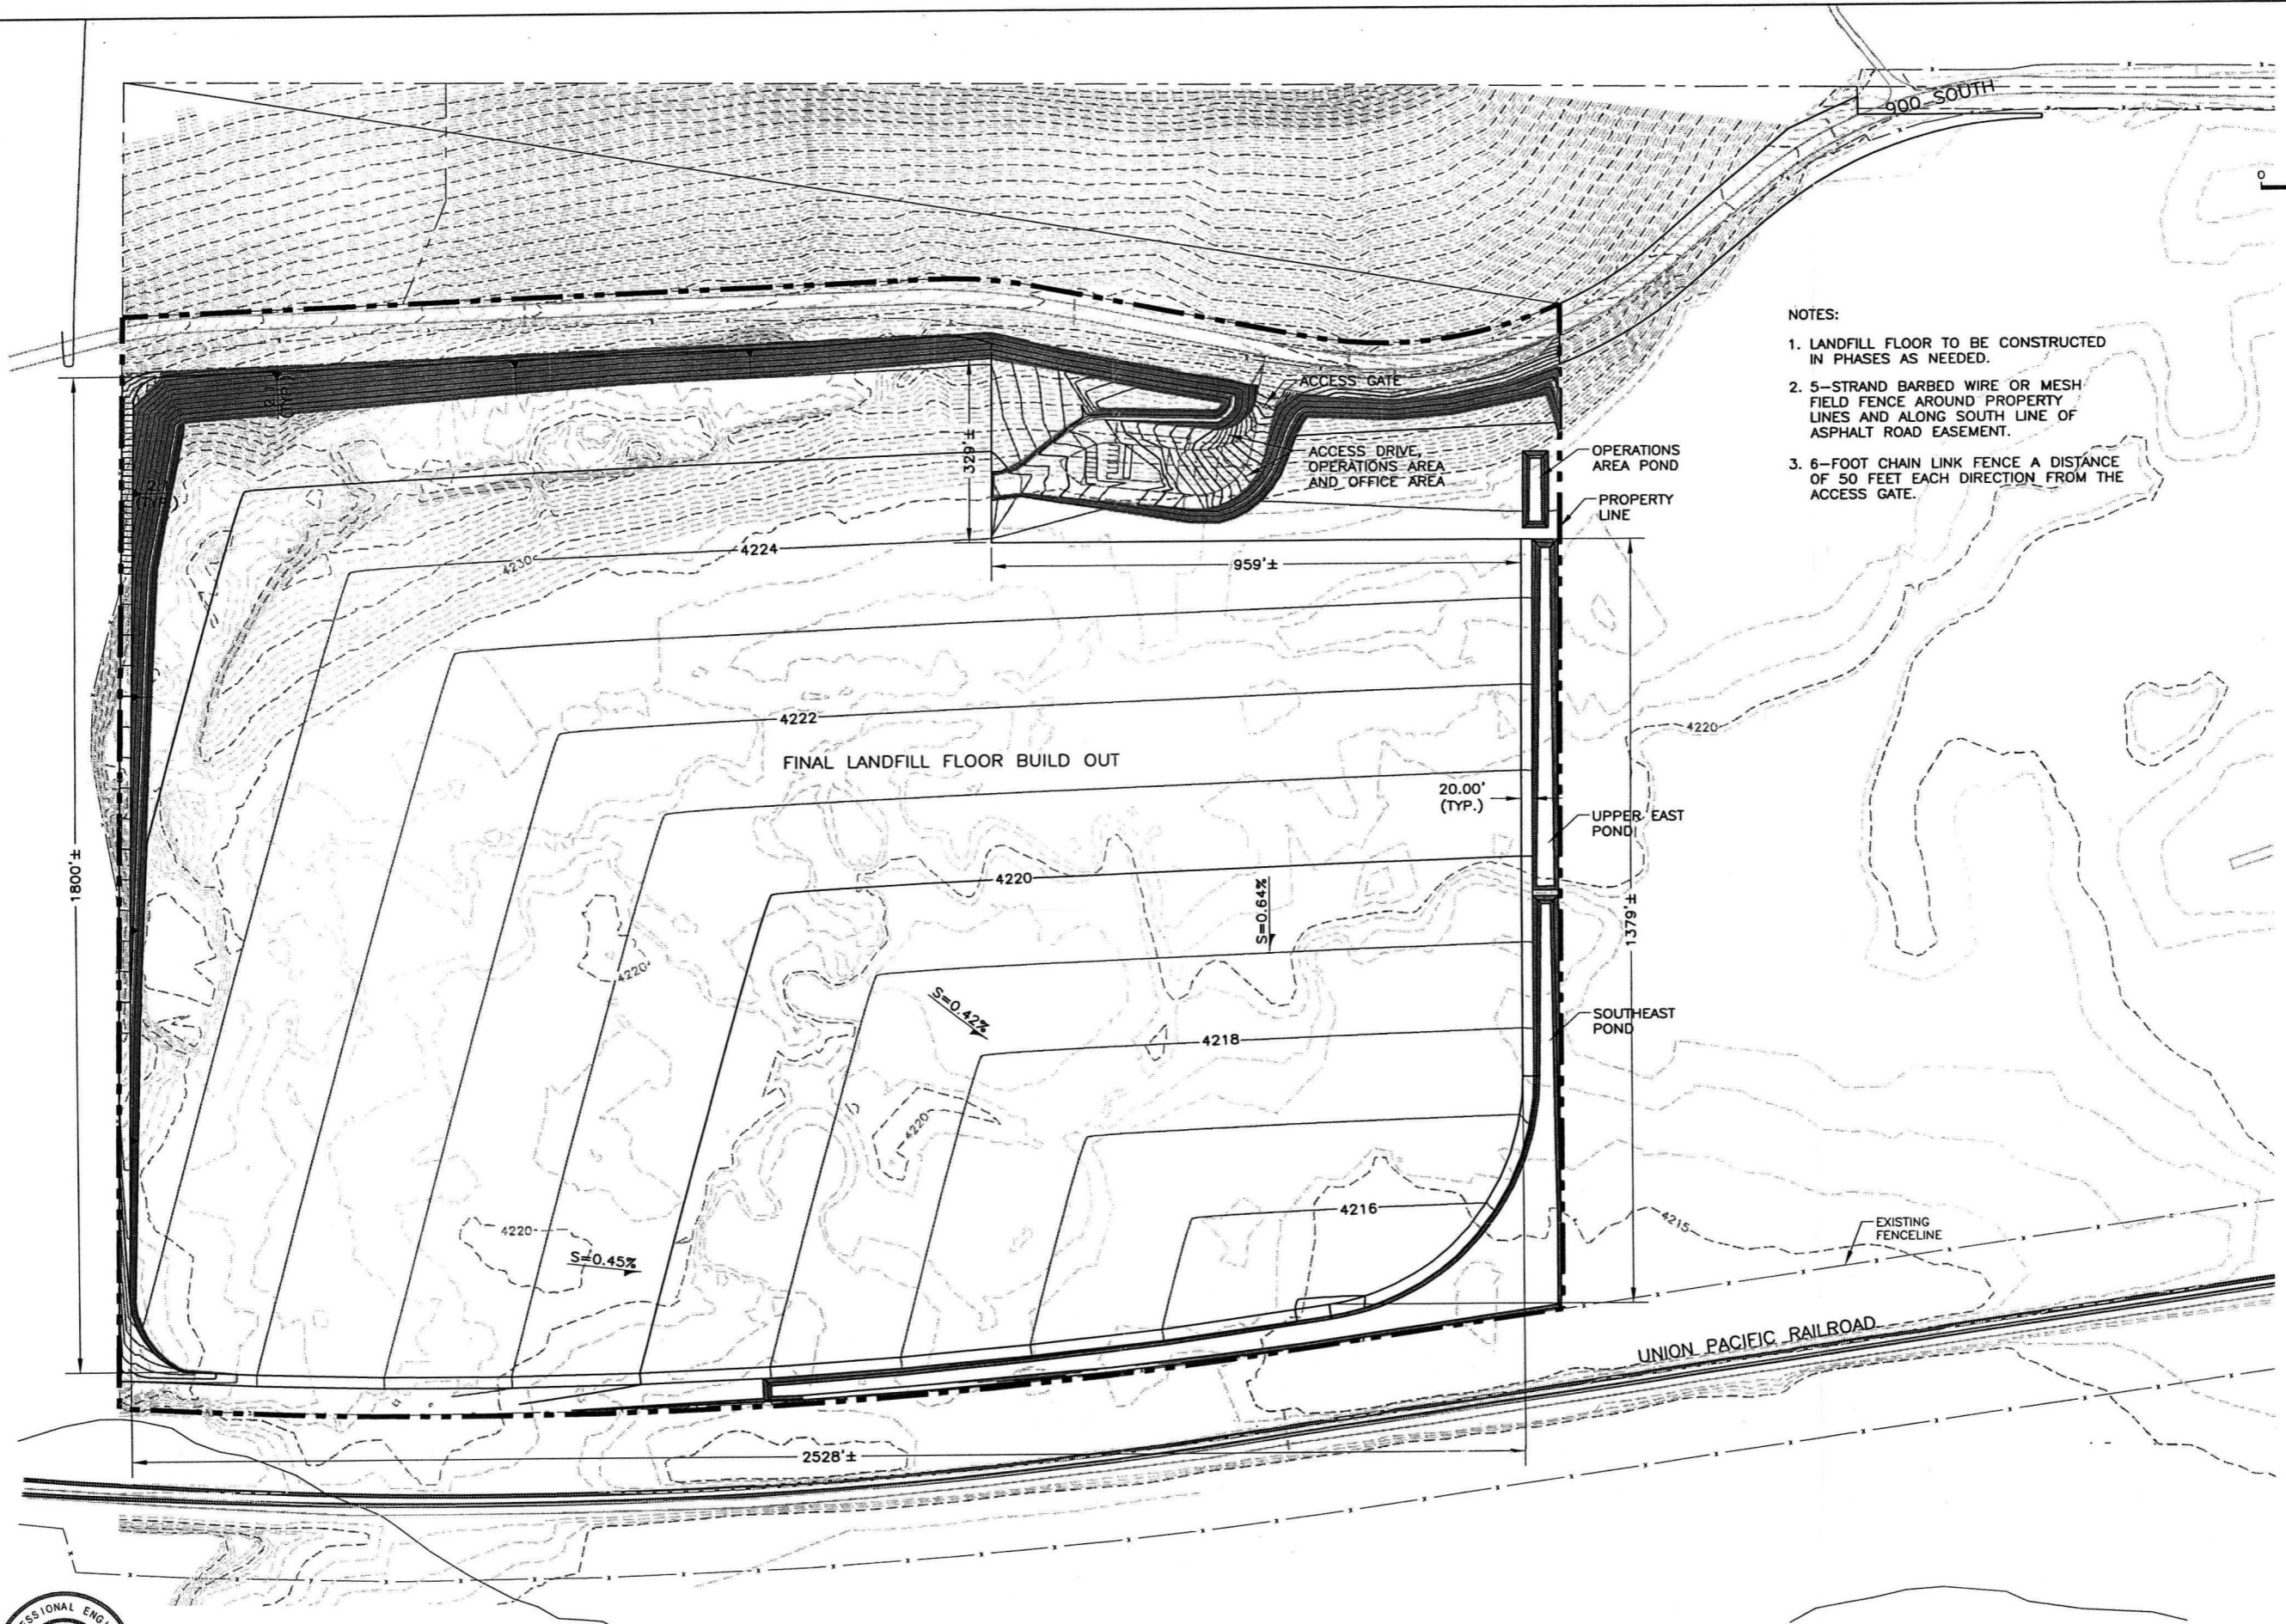 900 SOUTH
0
NOTES:
1. LANDFILL FLOOR TO BE CONSTRUCTED
IN PHASES AS NEEDED.
2. 5-STRAND BARBED WIRE OR MESH
FIELD FENCE AROUND PROPERTY
LINES AND ALONG SOUTH LINE OF
ASPHALT ROAD EASEMENT.
3. 6-FOOT CHAIN LINK FENCE A DISTANCE
OF 50 FEET EACH DIRECTION FROM THE
ACCESS GATE.
ACCESS GATE
ACCESS DRIVE,
OPERATIONS AREA
AND OFFICE AREA
OPERATIONS
AREA POND
PROPERTY
LINE
329'±
959'±
4224
4230
4222
FINAL LANDFILL FLOOR BUILD OUT
4220
20.00'
(TYP.)
UPPER EAST
POND
1800'±
4220
S=0.64%
1379'±
4220
S=0.42%
SOUTHEAST
POND
4218
4220
4216
4215
EXISTING
FENCELINE
4220
S=0.45%
UNION PACIFIC RAILROAD
2528'±